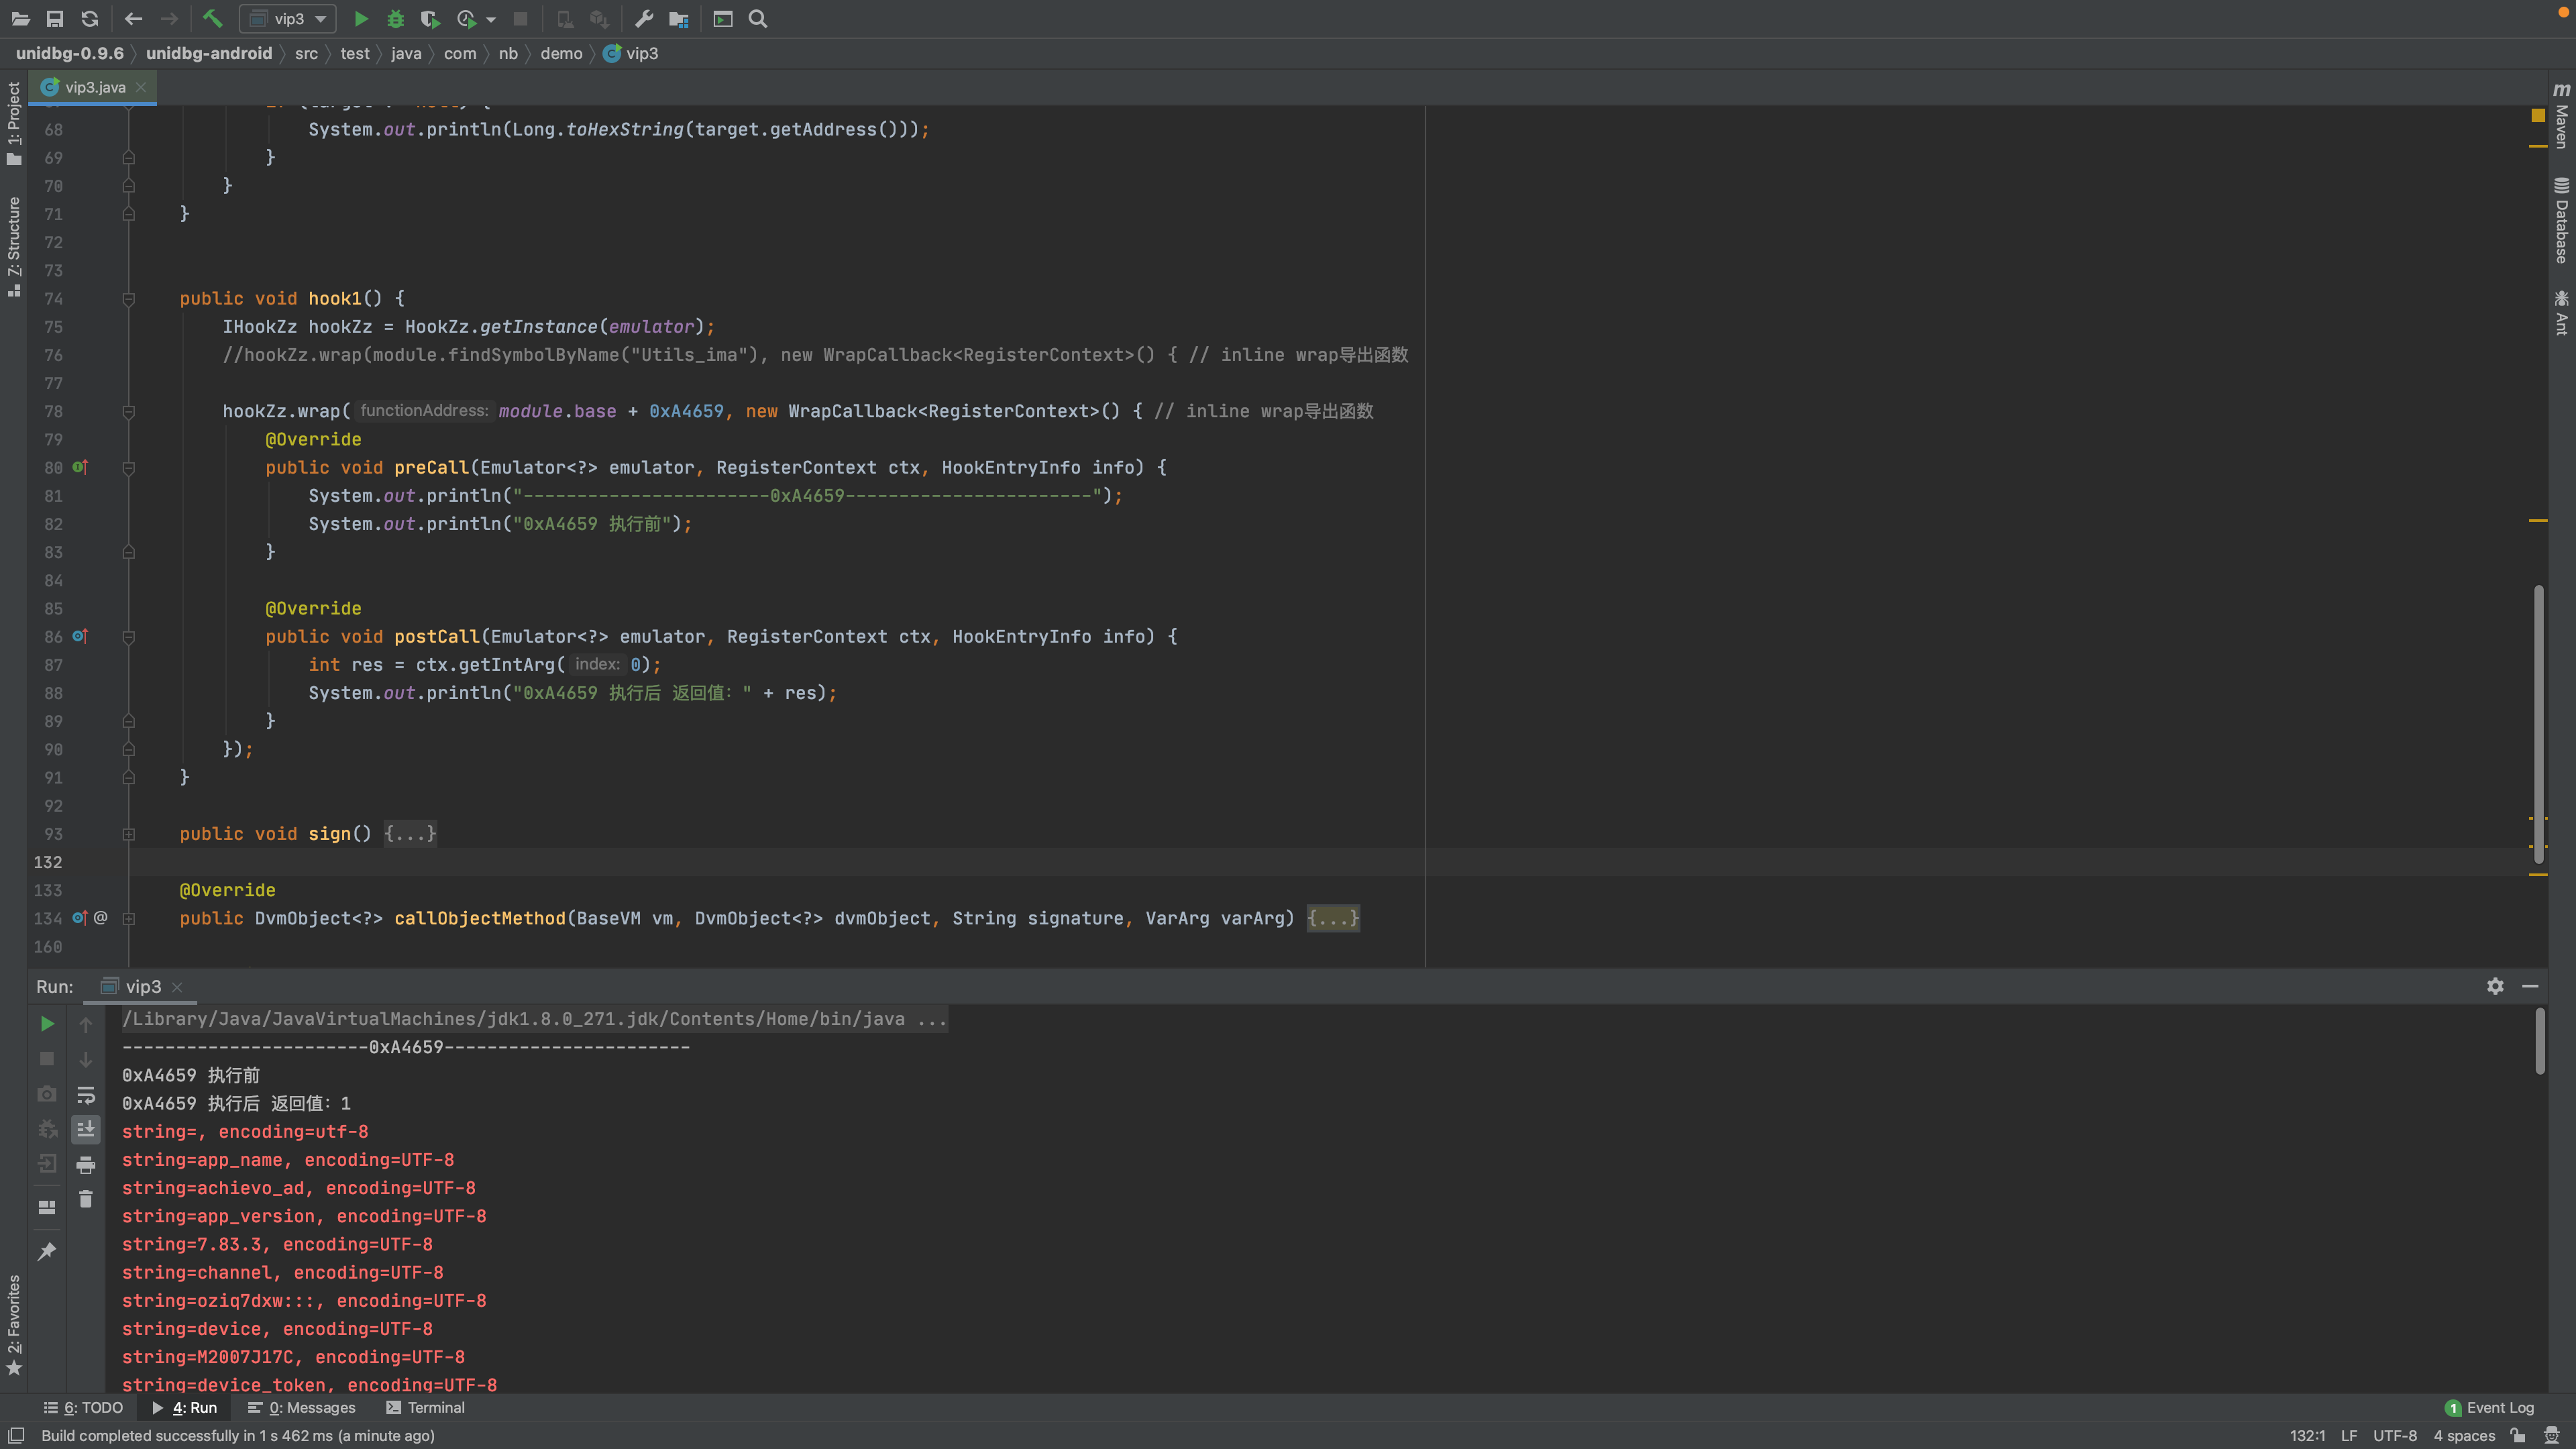 vip3
unidbg-0.9.6 unidbg-android src test java com nb demo vip3
vip3.java
68 System.out.println(Long.toHexString(target.getAddress()));
69 }
70 }
71 }
72
73
74 public void hook1() {
75 IHookZz hookZz = HookZz.getInstance(emulator);
76 //hookZz.wrap(module.findSymbolByName("Utils_ima"), new WrapCallback<RegisterContext>() { // inline wrap导出函数
77
78 hookZz.wrap( functionAddress: module.base + 0xA4659, new WrapCallback<RegisterContext>() { // inline wrap导出函数
79 @Override
80 public void preCall(Emulator<?> emulator, RegisterContext ctx, HookEntryInfo info) {
81 System.out.println("-----------------------0xA4659-----------------------");
82 System.out.println("0xA4659 执行前");
83 }
84
85 @Override
86 public void postCall(Emulator<?> emulator, RegisterContext ctx, HookEntryInfo info) {
87 int res = ctx.getIntArg( index: 0);
88 System.out.println("0xA4659 执行后 返回值：" + res);
89 }
90 });
91 }
92
93 public void sign() {...}
132
133 @Override
134 @ public DvmObject<?> callObjectMethod(BaseVM vm, DvmObject<?> dvmObject, String signature, VarArg varArg) {...}
160
1: Project
7: Structure
2: Favorites
Maven
Database
Ant
Run: vip3
/Library/Java/JavaVirtualMachines/jdk1.8.0_271.jdk/Contents/Home/bin/java ...
-----------------------0xA4659-----------------------
0xA4659 执行前
0xA4659 执行后 返回值：1
string=, encoding=utf-8
string=app_name, encoding=UTF-8
string=achievo_ad, encoding=UTF-8
string=app_version, encoding=UTF-8
string=7.83.3, encoding=UTF-8
string=channel, encoding=UTF-8
string=oziq7dxw:::, encoding=UTF-8
string=device, encoding=UTF-8
string=M2007J17C, encoding=UTF-8
string=device_token, encoding=UTF-8
6: TODO 4: Run 0: Messages Terminal 1 Event Log
Build completed successfully in 1 s 462 ms (a minute ago) 132:1 LF UTF-8 4 spaces